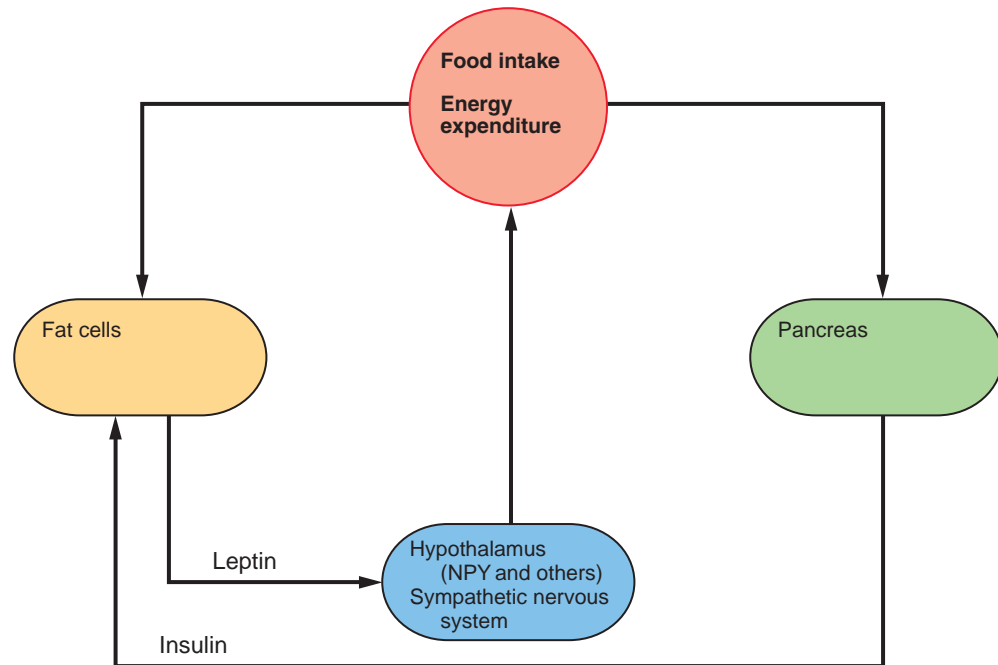 Food intake
Energy
expenditure
Fat cells
Pancreas
Leptin
Hypothalamus
(NPY and others)
Sympathetic nervous
system
Insulin